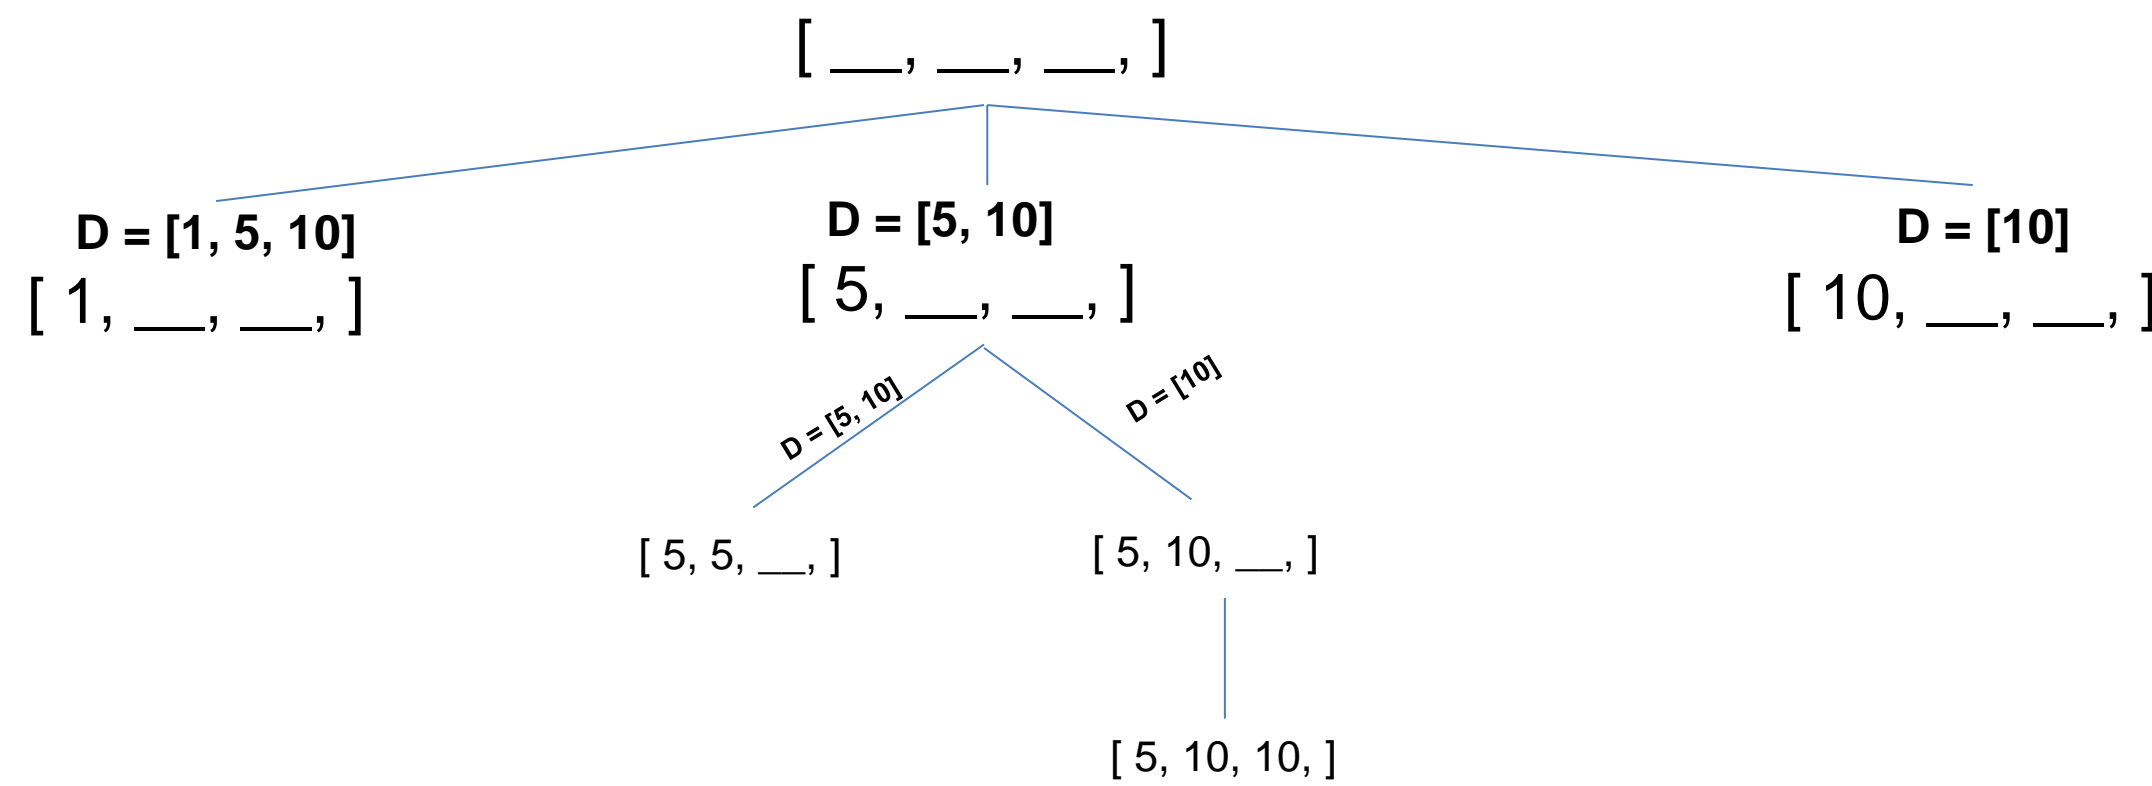 [ __, __, __, ]
D = [1, 5, 10]
[ 1, __, __, ]
D = [5, 10]
[ 5, __, __, ]
D = [10]
[ 10, __, __, ]
D = [5, 10]
D = [10]
[ 5, 5, __, ]
[ 5, 10, __, ]
[ 5, 10, 10, ]